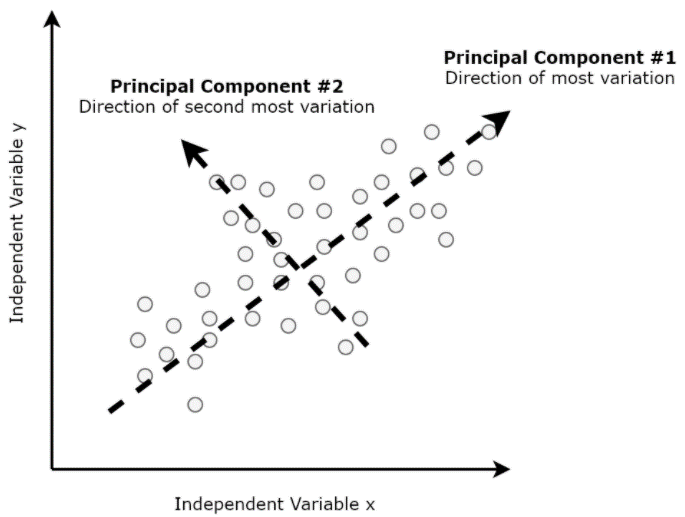 Principal Component #1
Direction of most variation
Principal Component #2
Direction of second most variation
Independent Variable y
Independent Variable x